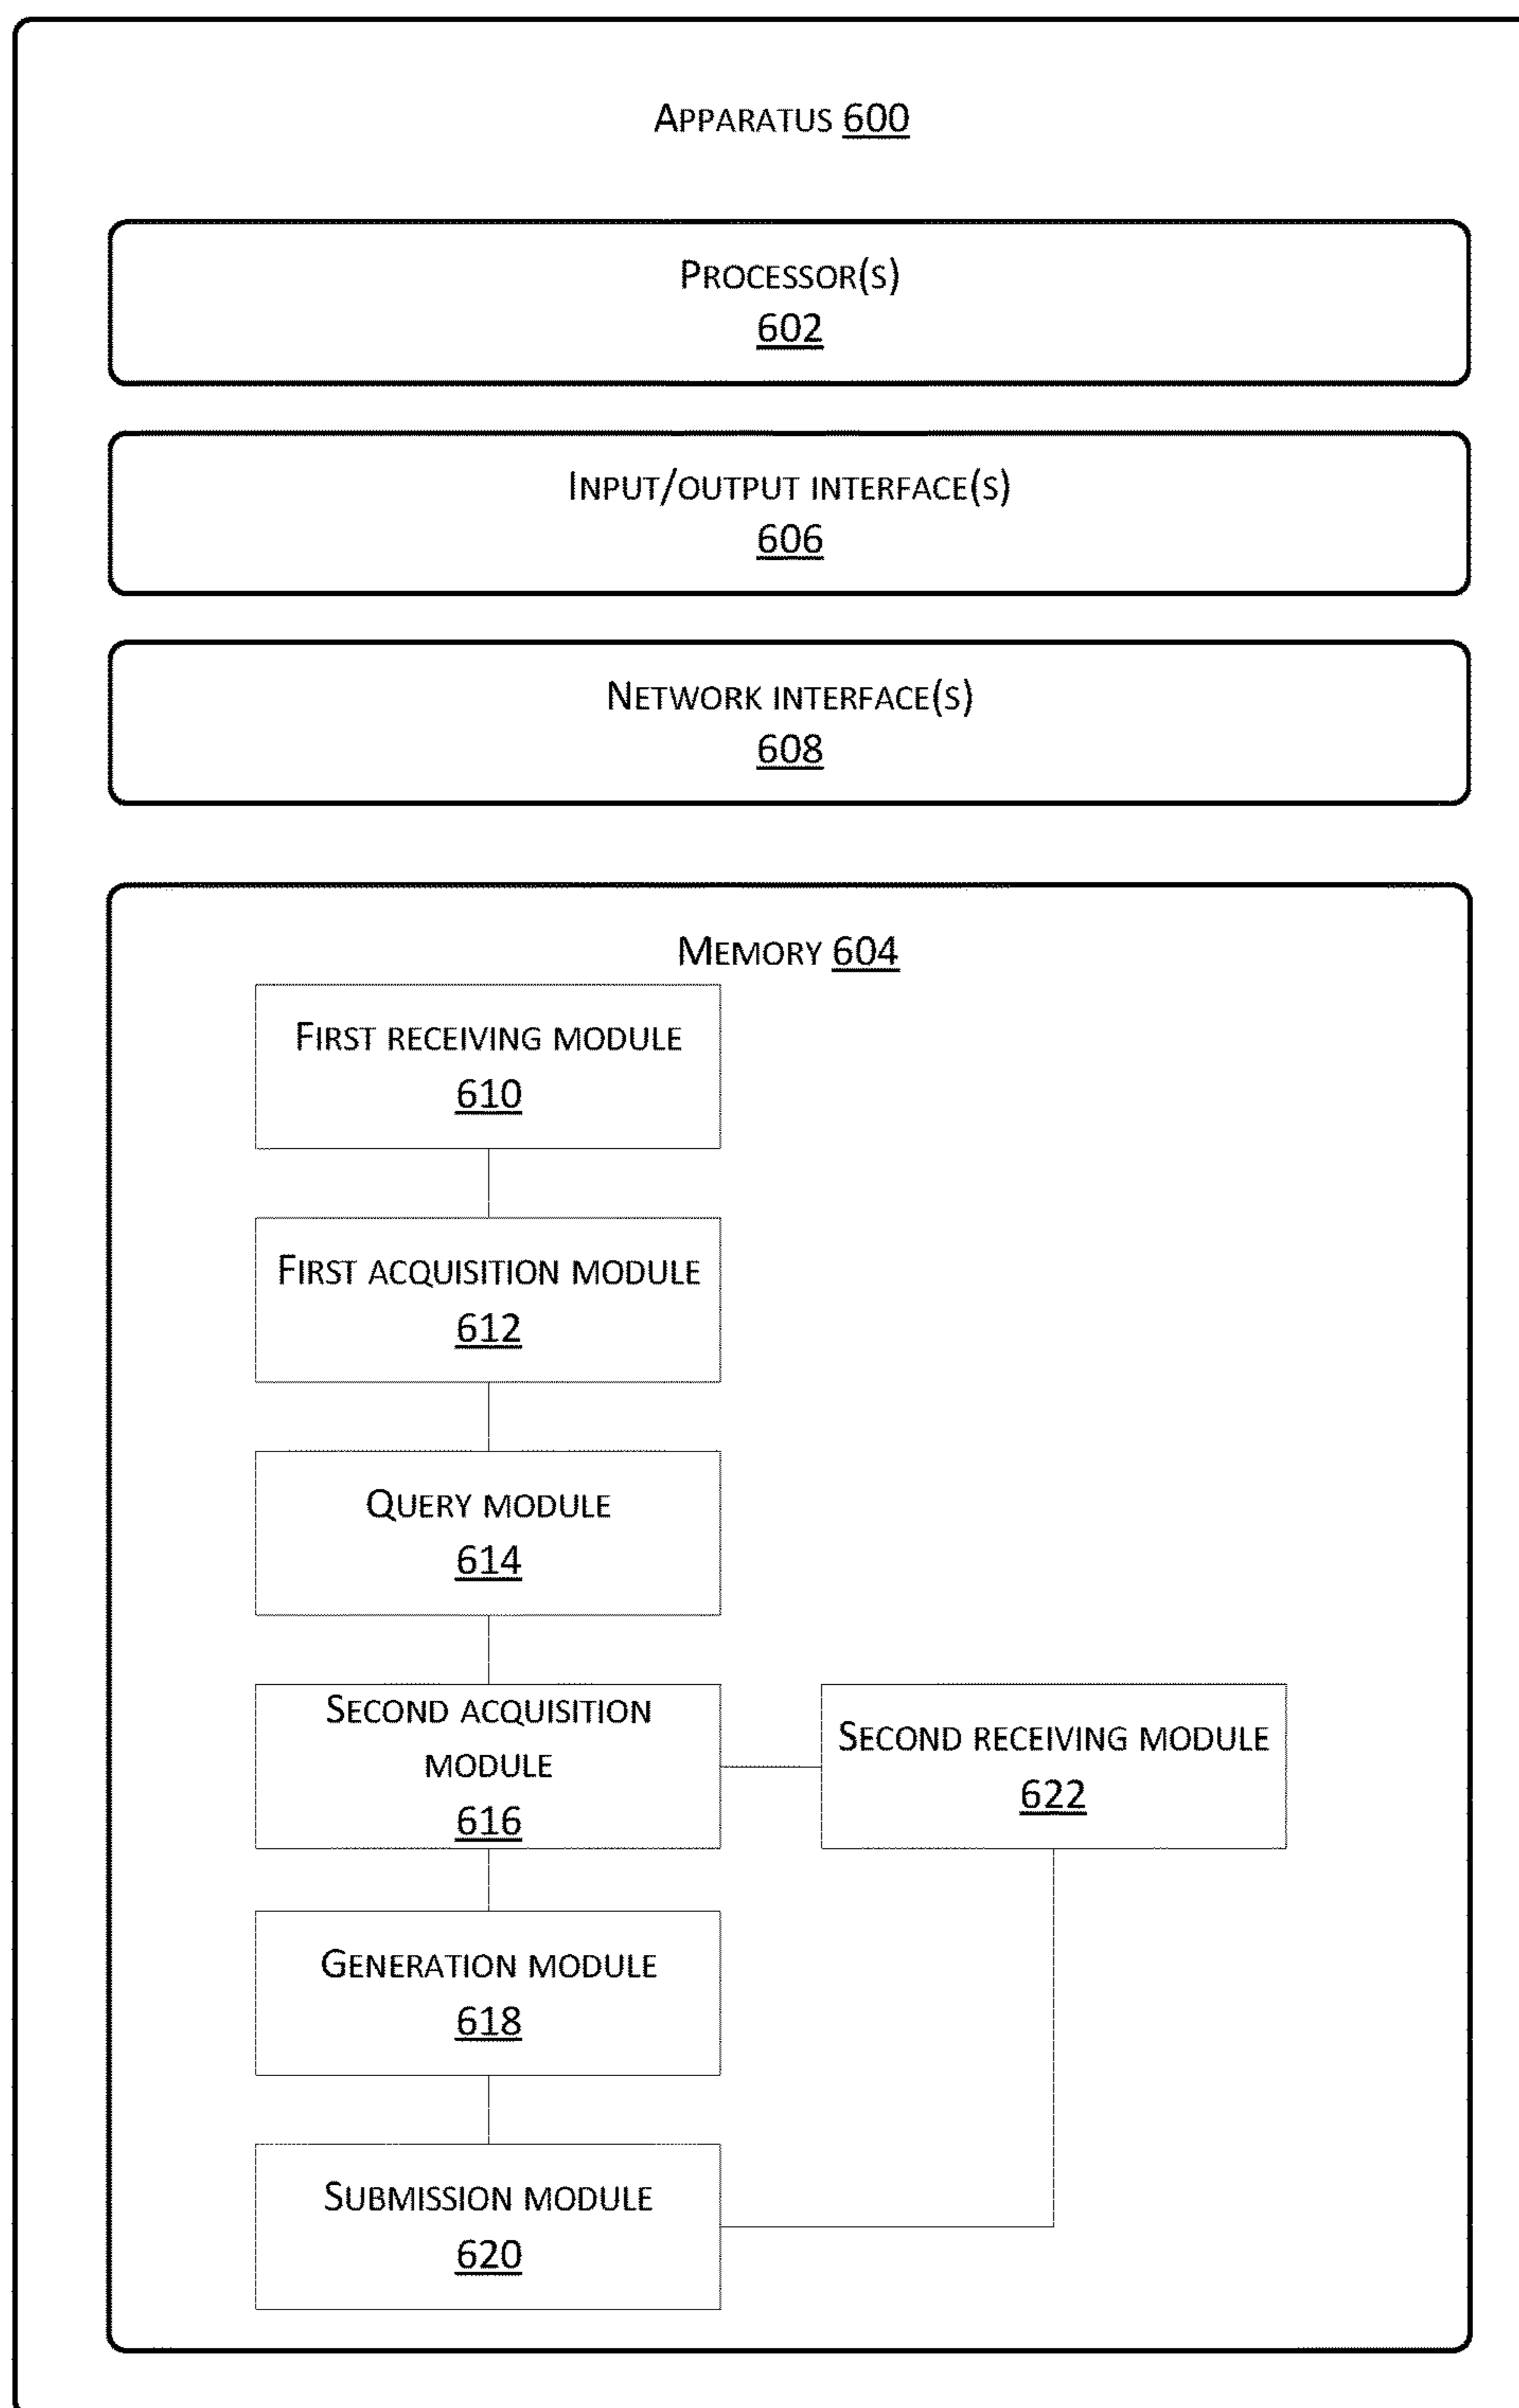 APPARATUS 600
PROCESSOR(S)
602
INPUT/OUTPUT INTERFACE(S)
606
NETWORK INTERFACE(S)
608
MEMORY 604
FIRST RECEIVING MODULE
610
FIRST ACQUISITION MODULE
612
QUERY MODULE
614
SECOND ACQUISITION
MODULE
616
SECOND RECEIVING MODULE
622
GENERATION MODULE
618
SUBMISSION MODULE
620